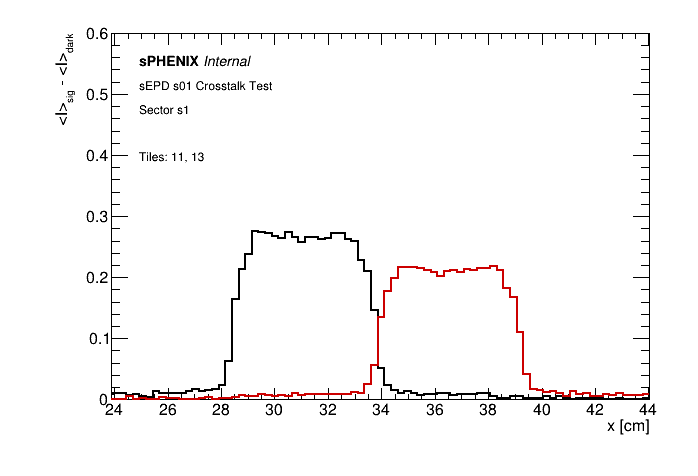 <I>sig - <I>dark
0.6
0.5
0.4
0.3
0.2
0.1
0
sPHENIX Internal
sEPD s01 Crosstalk Test
Sector s1
Tiles: 11, 13
24 26 28 30 32 34 36 38 40 42 44
x [cm]